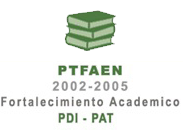 PTFAEN
2002-2005
Fortalecimiento Academico
PDI - PAT